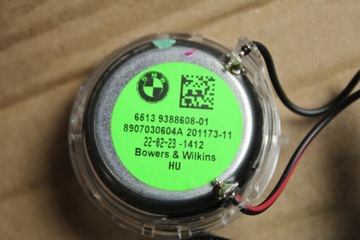 6513 9388608-01
8907030604A 201173-11
22-02-23 -1412
Bowers & Wilkins
HU